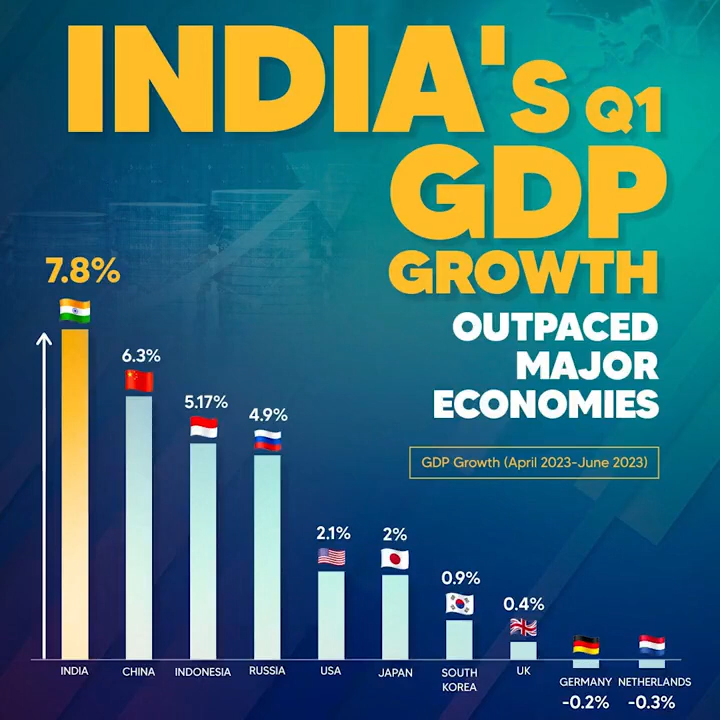 INDIA'S Q1
GDP
GROWTH
OUTPACED
MAJOR
ECONOMIES
GDP Growth (April 2023-June 2023)
7.8%
6.3%
5.17%
4.9%
2.1%
2%
0.9%
0.4%
INDIA
CHINA
INDONESIA
RUSSIA
USA
JAPAN
SOUTH
KOREA
UK
GERMANY
-0.2%
NETHERLANDS
-0.3%